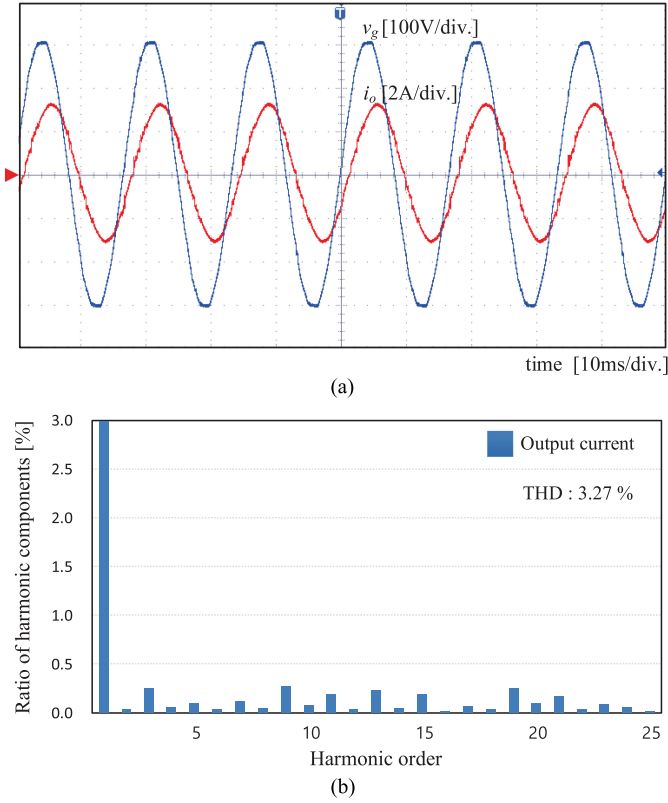 T
v_g [100V/div.]
i_o [2A/div.]
time [10ms/div.]
(a)
Ratio of harmonic components [%]
3.0
2.5
2.0
1.5
1.0
0.5
0.0
Output current
THD : 3.27 %
5 10 15 20 25
Harmonic order
(b)